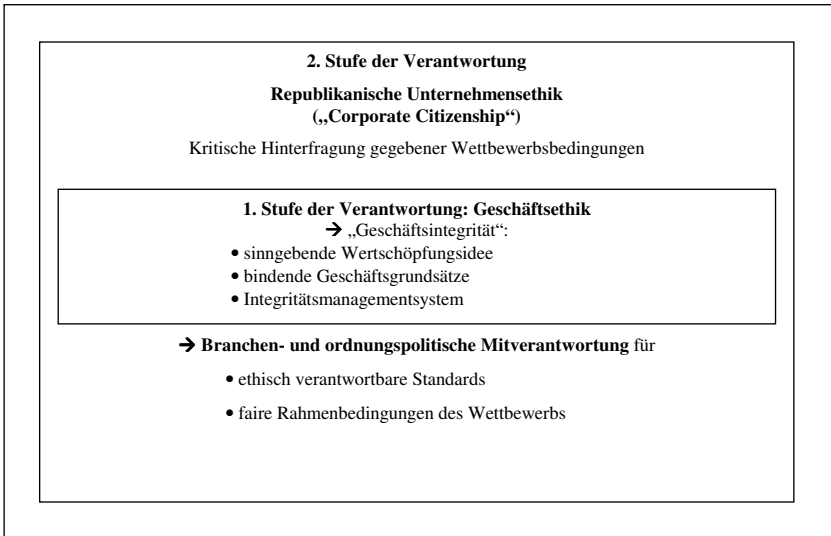 2. Stufe der Verantwortung
Republikanische Unternehmensethik
(„Corporate Citizenship“)
Kritische Hinterfragung gegebener Wettbewerbsbedingungen
1. Stufe der Verantwortung: Geschäftsethik
➔ „Geschäftsintegrität“:
• sinngebende Wertschöpfungsidee
• bindende Geschäftsgrundsätze
• Integritätsmanagementsystem
➔ Branchen- und ordnungspolitische Mitverantwortung für
• ethisch verantwortbare Standards
• faire Rahmenbedingungen des Wettbewerbs